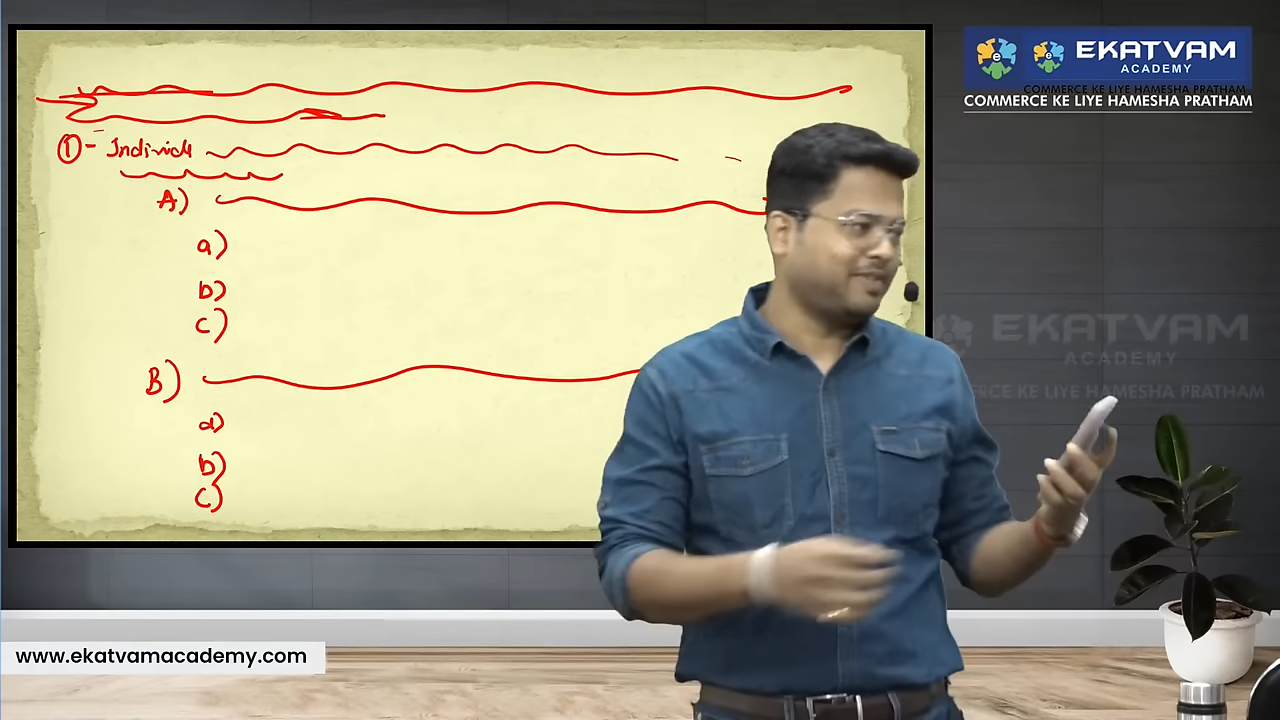 EKATVAM
ACADEMY
COMMERCE KE LIYE HAMESHA PRATHAM
COMMERCE KE LIYE HAMESHA PRATHAM
1 - Individ
A)
a)
b)
c)
B)
a)
b)
c)
EKATVAM
ACADEMY
RCE KE LIYE HAMESHA PRATHAM
www.ekatvamacademy.com